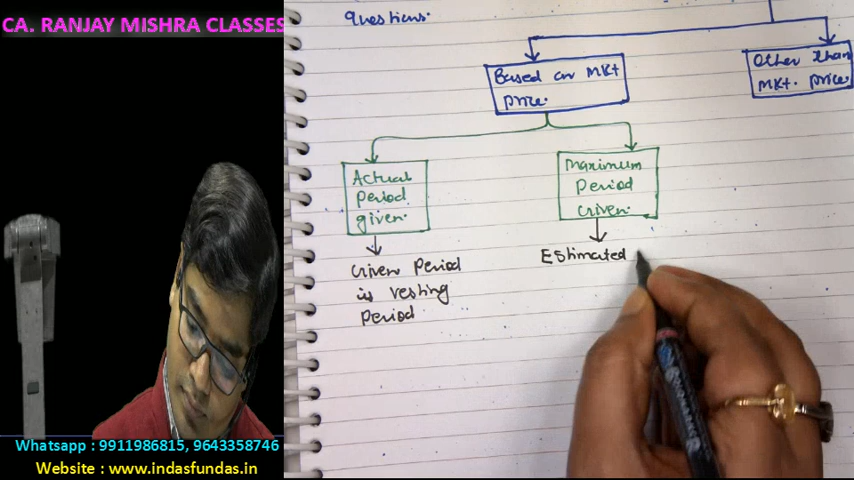 CA. RANJAY MISHRA CLASSES
Questions.
Based on MKt
price.
Other than
MKt. price.
Actual
Period
given.
Maximum
Period
Given.
Given Period
is vesting
Period
Estimated
Whatsapp : 9911986815, 9643358746
Website : www.indasfundas.in